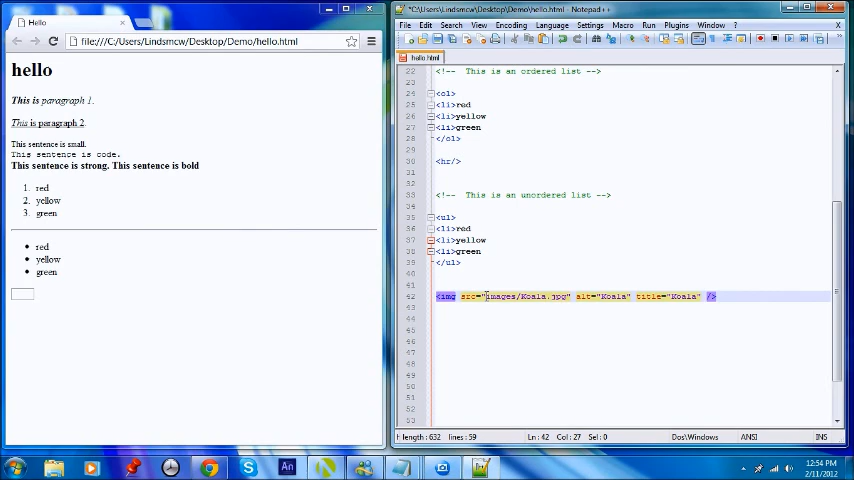 Hello
file:///C:/Users/Lindsmcw/Desktop/Demo/hello.html
hello
This is paragraph 1.
This is paragraph 2.
This sentence is small.
This sentence is code.
This sentence is strong. This sentence is bold
1. red
2. yellow
3. green
• red
• yellow
• green
*C:\Users\Lindsmcw\Desktop\Demo\hello.html - Notepad++
File Edit Search View Encoding Language Settings Macro Run Plugins Window ?
hello.html
22 <!-- This is an ordered list -->
23
24 <ol>
25 <li>red
26 <li>yellow
27 <li>green
28 </ol>
29
30 <hr/>
31
32
33 <!-- This is an unordered list -->
34
35 <ul>
36 <li>red
37 <li>yellow
38 <li>green
39 </ul>
40
41
42 <img src="images/Koala.jpg" alt="Koala" title="Koala" />
43
44
45
46
47
48
49
50
51
52
53
length : 632 lines : 59 Ln : 42 Col : 27 Sel : 0 Dos\Windows ANSI INS
An
12:54 PM
2/11/2012